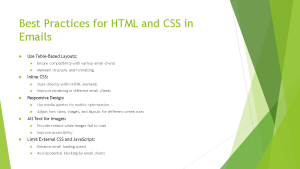 Best Practices for HTML and CSS in
Emails
Use Table-Based Layouts:
Ensure compatibility with various email clients
Maintain structure and formatting
Inline CSS:
Style directly within HTML elements
Improve rendering in different email clients
Responsive Design:
Use media queries for mobile optimization
Adjust font sizes, images, and layouts for different screen sizes
Alt Text for Images:
Provide context when images fail to load
Improve accessibility
Limit External CSS and JavaScript:
Enhance email loading speed
Avoid potential blocking by email clients